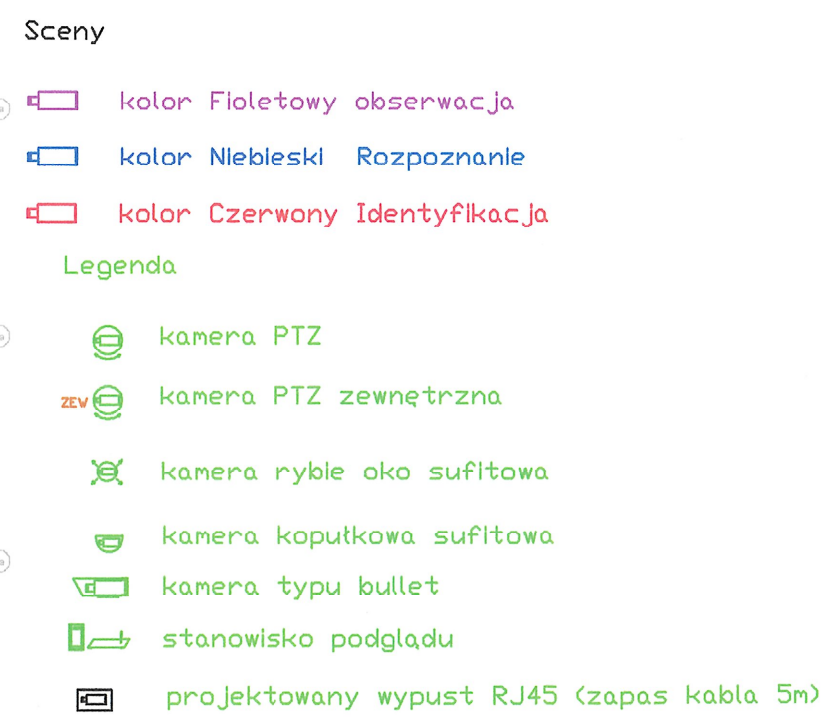 Sceny
kolor Fioletowy obserwacja
kolor Niebieski Rozpoznanie
kolor Czerwony Identyfikacja
Legenda
kamera PTZ
ZEW kamera PTZ zewnętrzna
kamera rybie oko sufitowa
kamera kopułkowa sufitowa
kamera typu bullet
stanowisko podglądu
projektowany wypust RJ45 (zapas kabla 5m)